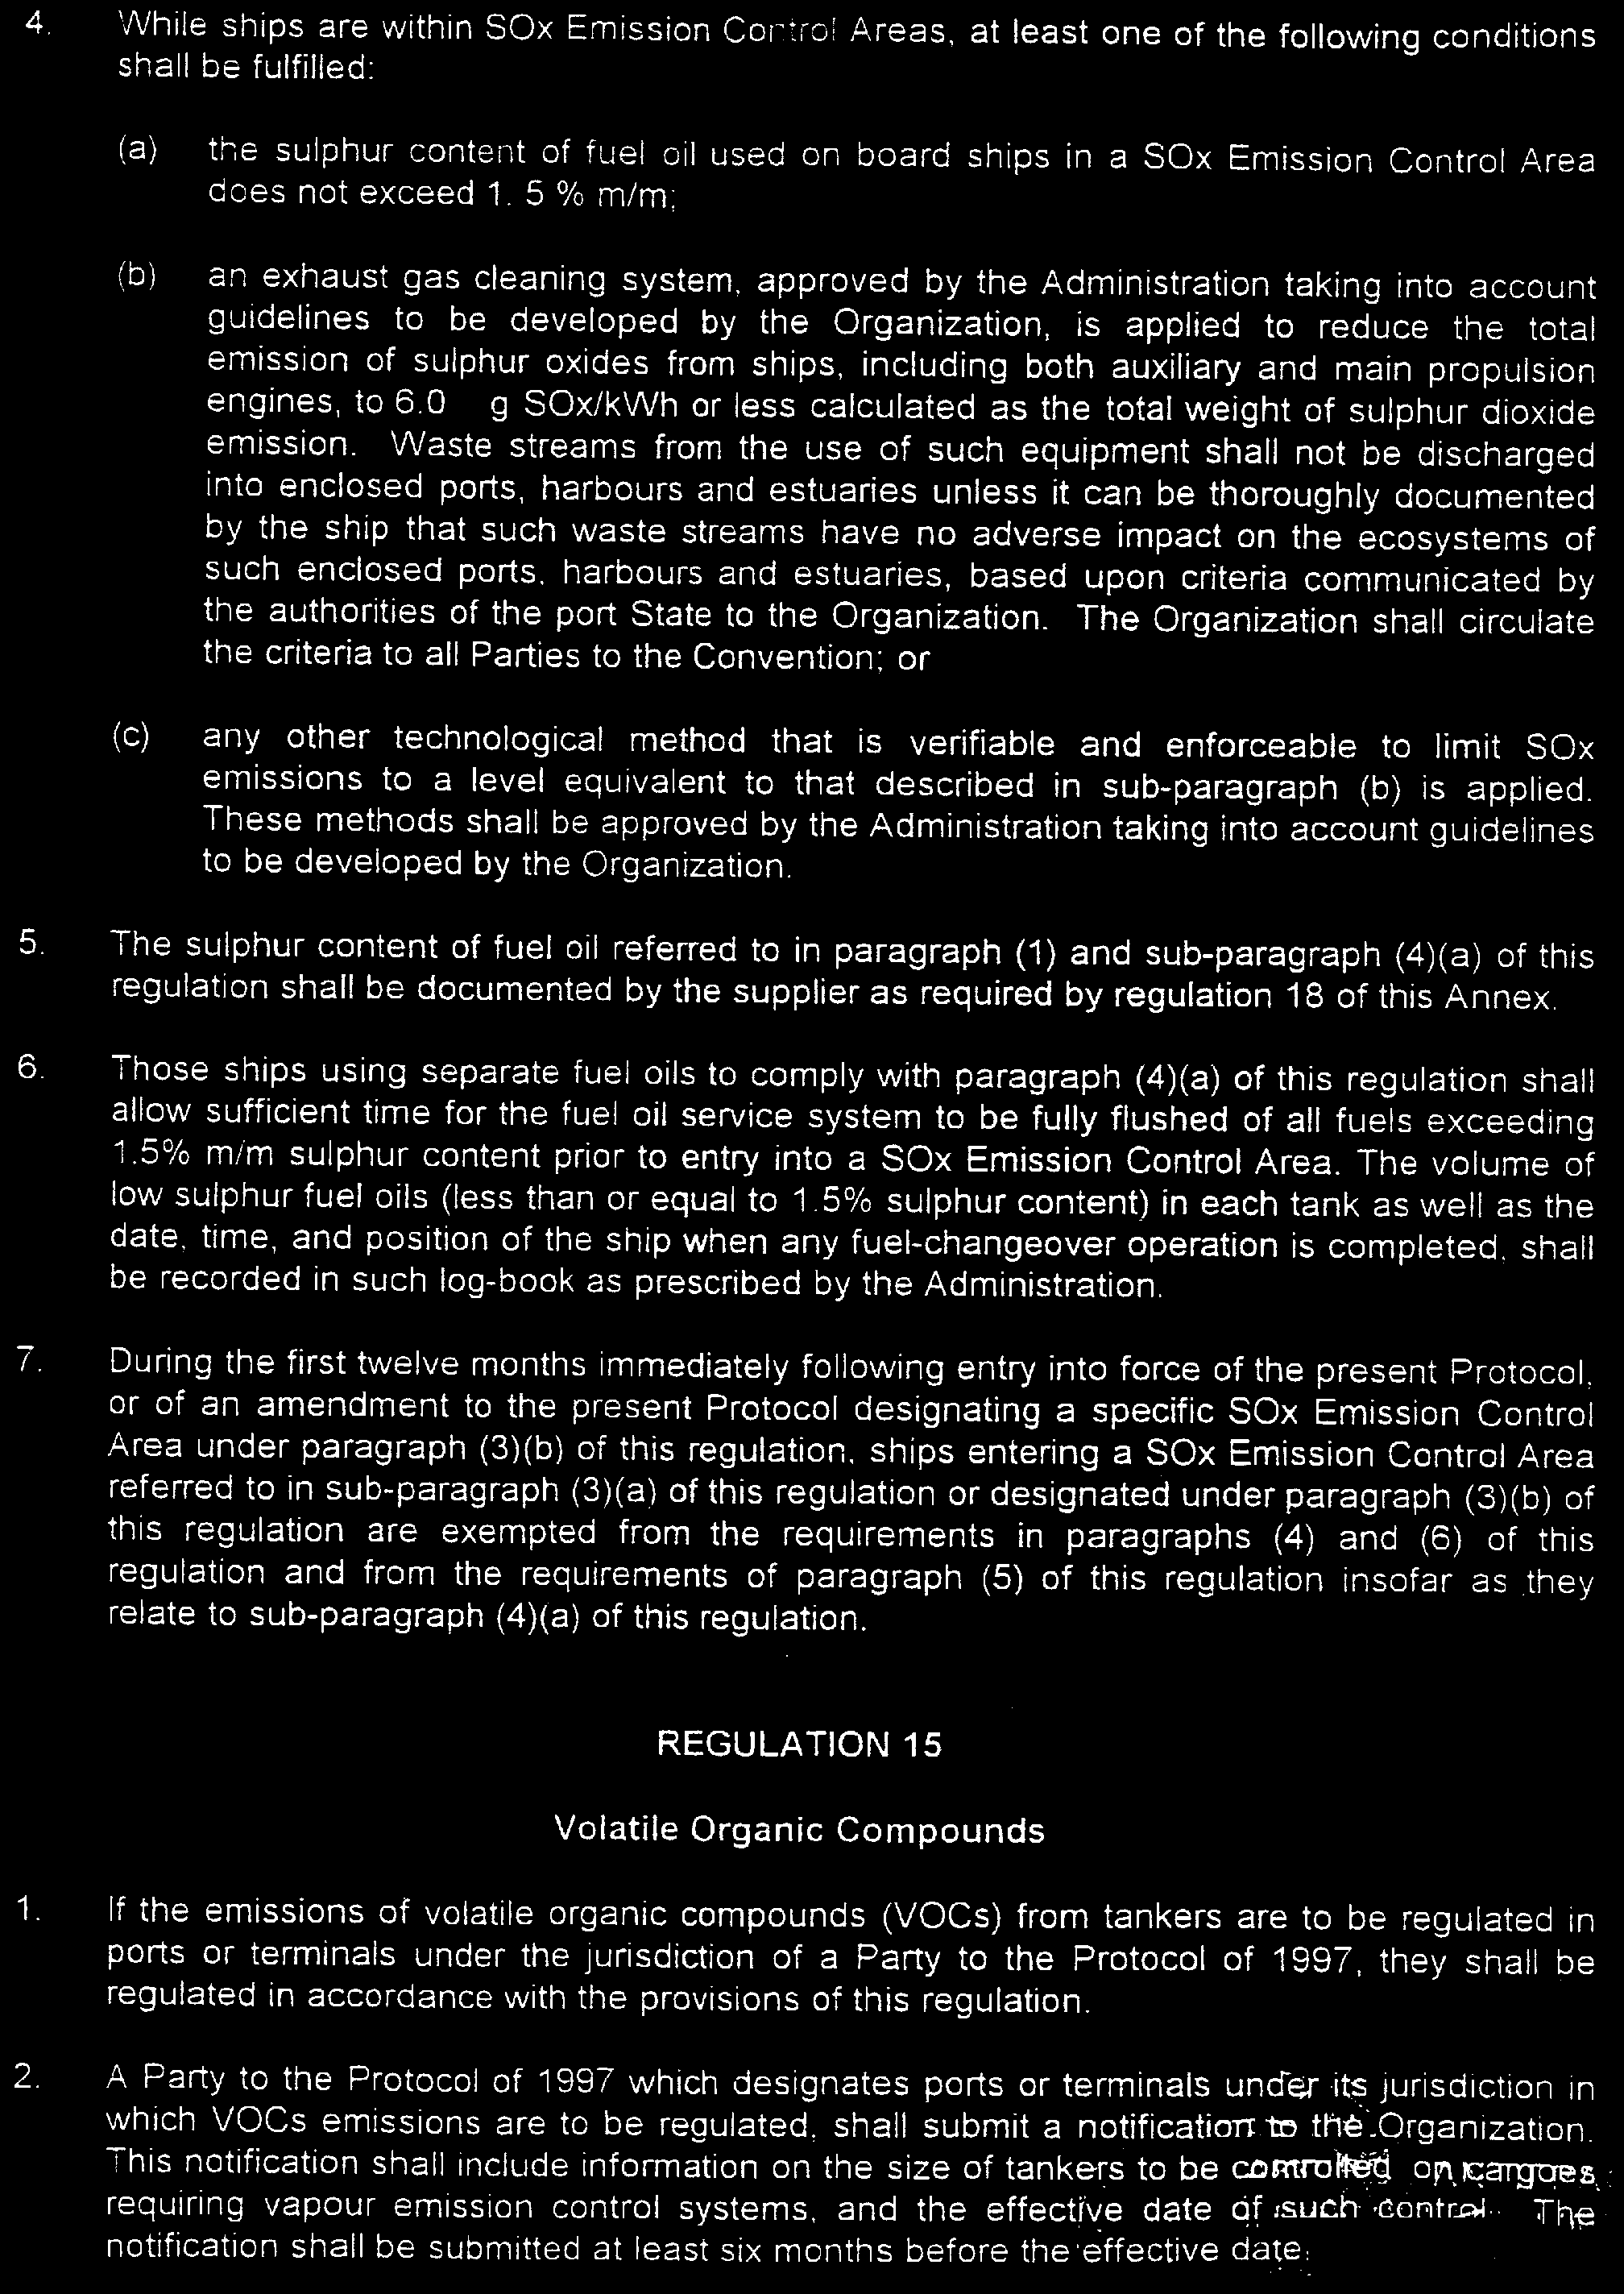 4. While ships are within SOx Emission Control Areas, at least one of the following conditions
shall be fulfilled:
(a) the sulphur content of fuel oil used on board ships in a SOx Emission Control Area
does not exceed 1. 5 % m/m;
(b) an exhaust gas cleaning system, approved by the Administration taking into account
guidelines to be developed by the Organization, is applied to reduce the total
emission of sulphur oxides from ships, including both auxiliary and main propulsion
engines, to 6.0 g SOx/kWh or less calculated as the total weight of sulphur dioxide
emission. Waste streams from the use of such equipment shall not be discharged
into enclosed ports, harbours and estuaries unless it can be thoroughly documented
by the ship that such waste streams have no adverse impact on the ecosystems of
such enclosed ports, harbours and estuaries, based upon criteria communicated by
the authorities of the port State to the Organization. The Organization shall circulate
the criteria to all Parties to the Convention; or
(c) any other technological method that is verifiable and enforceable to limit SOx
emissions to a level equivalent to that described in sub-paragraph (b) is applied.
These methods shall be approved by the Administration taking into account guidelines
to be developed by the Organization.
5. The sulphur content of fuel oil referred to in paragraph (1) and sub-paragraph (4)(a) of this
regulation shall be documented by the supplier as required by regulation 18 of this Annex.
6. Those ships using separate fuel oils to comply with paragraph (4)(a) of this regulation shall
allow sufficient time for the fuel oil service system to be fully flushed of all fuels exceeding
1.5% m/m sulphur content prior to entry into a SOx Emission Control Area. The volume of
low sulphur fuel oils (less than or equal to 1.5% sulphur content) in each tank as well as the
date, time, and position of the ship when any fuel-changeover operation is completed, shall
be recorded in such log-book as prescribed by the Administration.
7. During the first twelve months immediately following entry into force of the present Protocol,
or of an amendment to the present Protocol designating a specific SOx Emission Control
Area under paragraph (3)(b) of this regulation, ships entering a SOx Emission Control Area
referred to in sub-paragraph (3)(a) of this regulation or designated under paragraph (3)(b) of
this regulation are exempted from the requirements in paragraphs (4) and (6) of this
regulation and from the requirements of paragraph (5) of this regulation insofar as they
relate to sub-paragraph (4)(a) of this regulation.
REGULATION 15
Volatile Organic Compounds
1. If the emissions of volatile organic compounds (VOCs) from tankers are to be regulated in
ports or terminals under the jurisdiction of a Party to the Protocol of 1997, they shall be
regulated in accordance with the provisions of this regulation.
2. A Party to the Protocol of 1997 which designates ports or terminals under its jurisdiction in
which VOCs emissions are to be regulated, shall submit a notification to the Organization.
This notification shall include information on the size of tankers to be controlled on cargoes
requiring vapour emission control systems, and the effective date of such control. The
notification shall be submitted at least six months before the effective date.